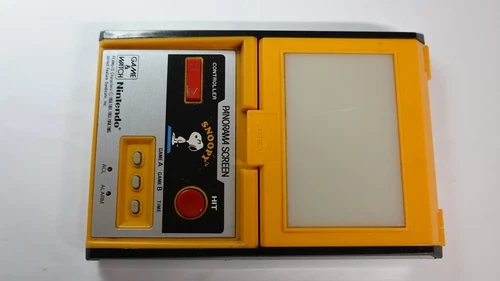 GAME &
WATCH
Nintendo
PANORAMA SCREEN
CONTROLLER
SNOOPY
HIT
GAME A
GAME B
TIME
ACL
ALARM